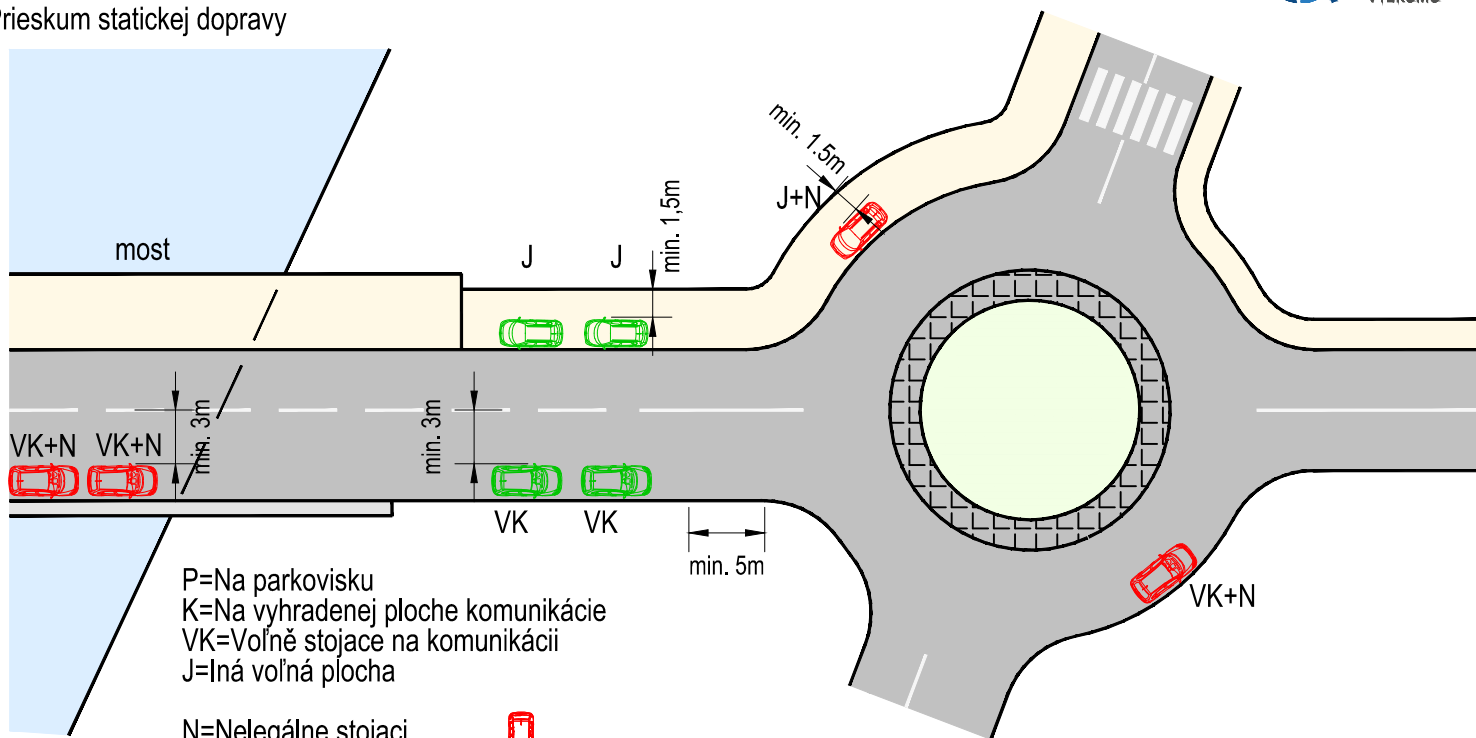 Prieskum statickej dopravy
min. 1.5m
J+N
min. 1,5m
most
J J
min. 3m
min. 3m
VK+N VK+N
VK VK
min. 5m
VK+N
P=Na parkovisku
K=Na vyhradenej ploche komunikácie
VK=Voľně stojace na komunikácii
J=Iná voľná plocha
N=Nelegálne stojaci